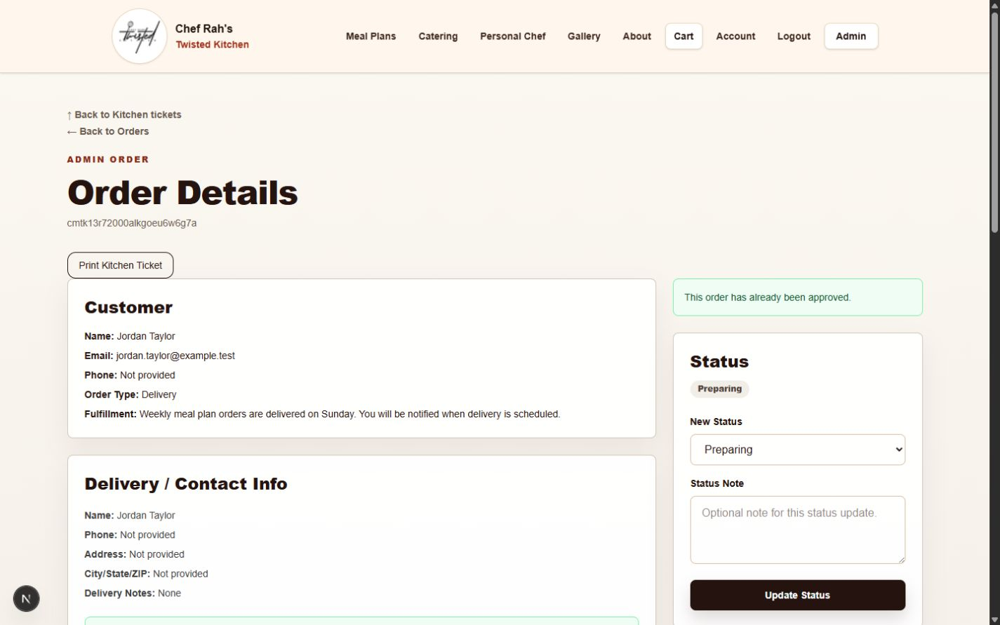 twisted
Chef Rah's
Twisted Kitchen
Meal Plans
Catering
Personal Chef
Gallery
About
Cart
Account
Logout
Admin
↑ Back to Kitchen tickets
← Back to Orders
ADMIN ORDER
Order Details
cmtk13r72000alkgoeu6w6g7a
Print Kitchen Ticket
Customer
Name: Jordan Taylor
Email: jordan.taylor@example.test
Phone: Not provided
Order Type: Delivery
Fulfillment: Weekly meal plan orders are delivered on Sunday. You will be notified when delivery is scheduled.
Delivery / Contact Info
Name: Jordan Taylor
Phone: Not provided
Address: Not provided
City/State/ZIP: Not provided
Delivery Notes: None
This order has already been approved.
Status
Preparing
New Status
Preparing
Status Note
Optional note for this status update.
Update Status
N